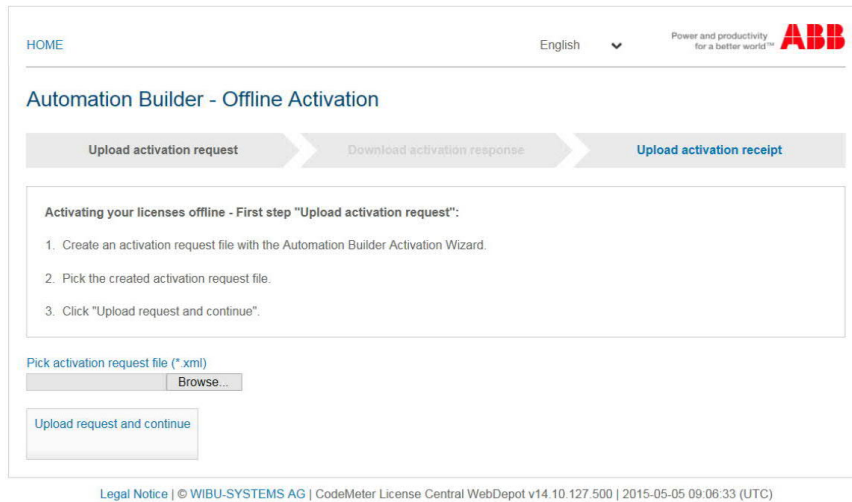 HOME
English
Power and productivity
for a better world™
ABB
Automation Builder - Offline Activation
Upload activation request
Download activation response
Upload activation receipt
Activating your licenses offline - First step "Upload activation request":
1. Create an activation request file with the Automation Builder Activation Wizard.
2. Pick the created activation request file.
3. Click "Upload request and continue".
Pick activation request file (*.xml)
Browse...
Upload request and continue
Legal Notice | © WIBU-SYSTEMS AG | CodeMeter License Central WebDepot v14.10.127.500 | 2015-05-05 09:06:33 (UTC)